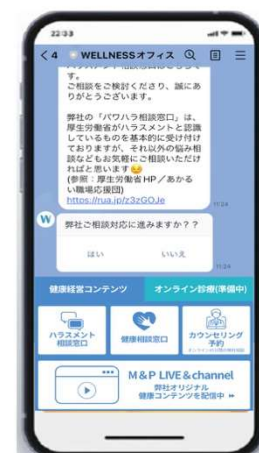 22:33
4 WELLNESSオフィス
す。
ご相談をご検討くださり、誠にあ
りがとうございます。
弊社の「パワハラ相談窓口」は、
厚生労働省がハラスメントと認識
しているものを基本的に受け付け
ておりますが、それ以外の悩み相
談などもお気軽にご相談いただけ
ればと思います😊
(参照：厚生労働省HP／あかる
い職場応援団)
https://rua.jp/z3zGOJe
11:24
W 弊社ご相談対応に進みますか？？
はい いいえ
11:24
健康経営コンテンツ オンライン診療(準備中)
ハラスメント
相談窓口
健康相談窓口
カウンセリング
予約
M&P LIVE&channel
弊社オリジナル
健康コンテンツを配信中